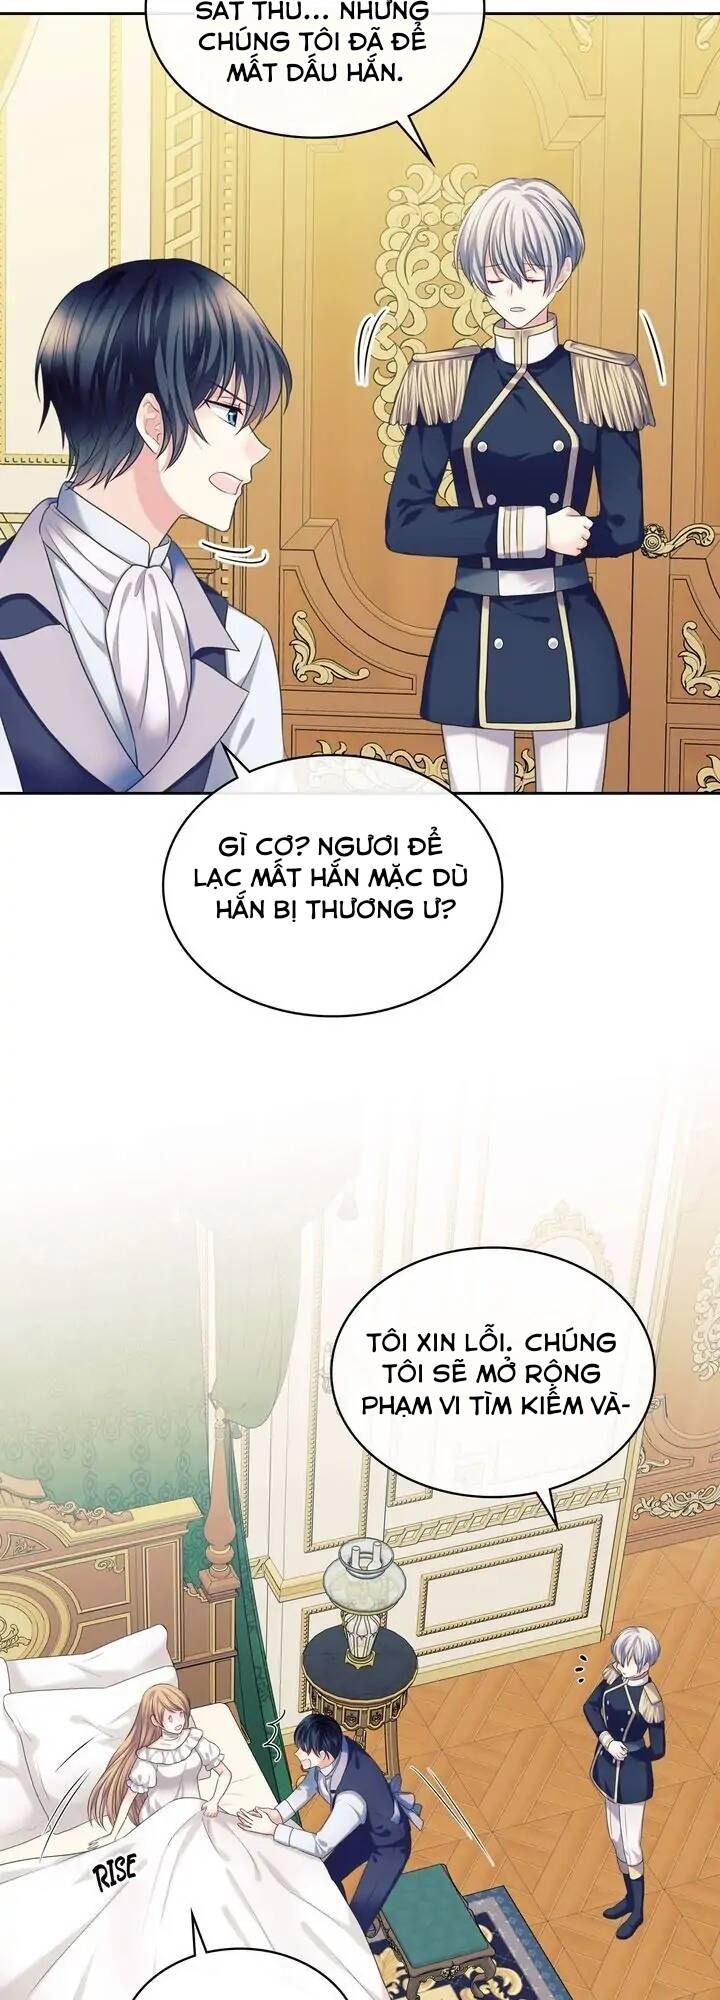 SÁT THỦ... NHƯNG
CHÚNG TÔI ĐÃ ĐỂ
MẤT DẤU HẮN.
GÌ CƠ? NGƯƠI ĐỂ
LẠC MẤT HẮN MẶC DÙ
HẮN BỊ THƯƠNG Ư?
TÔI XIN LỖI. CHÚNG
TÔI SẼ MỞ RỘNG
PHẠM VI TÌM KIẾM VÀ-
RISE